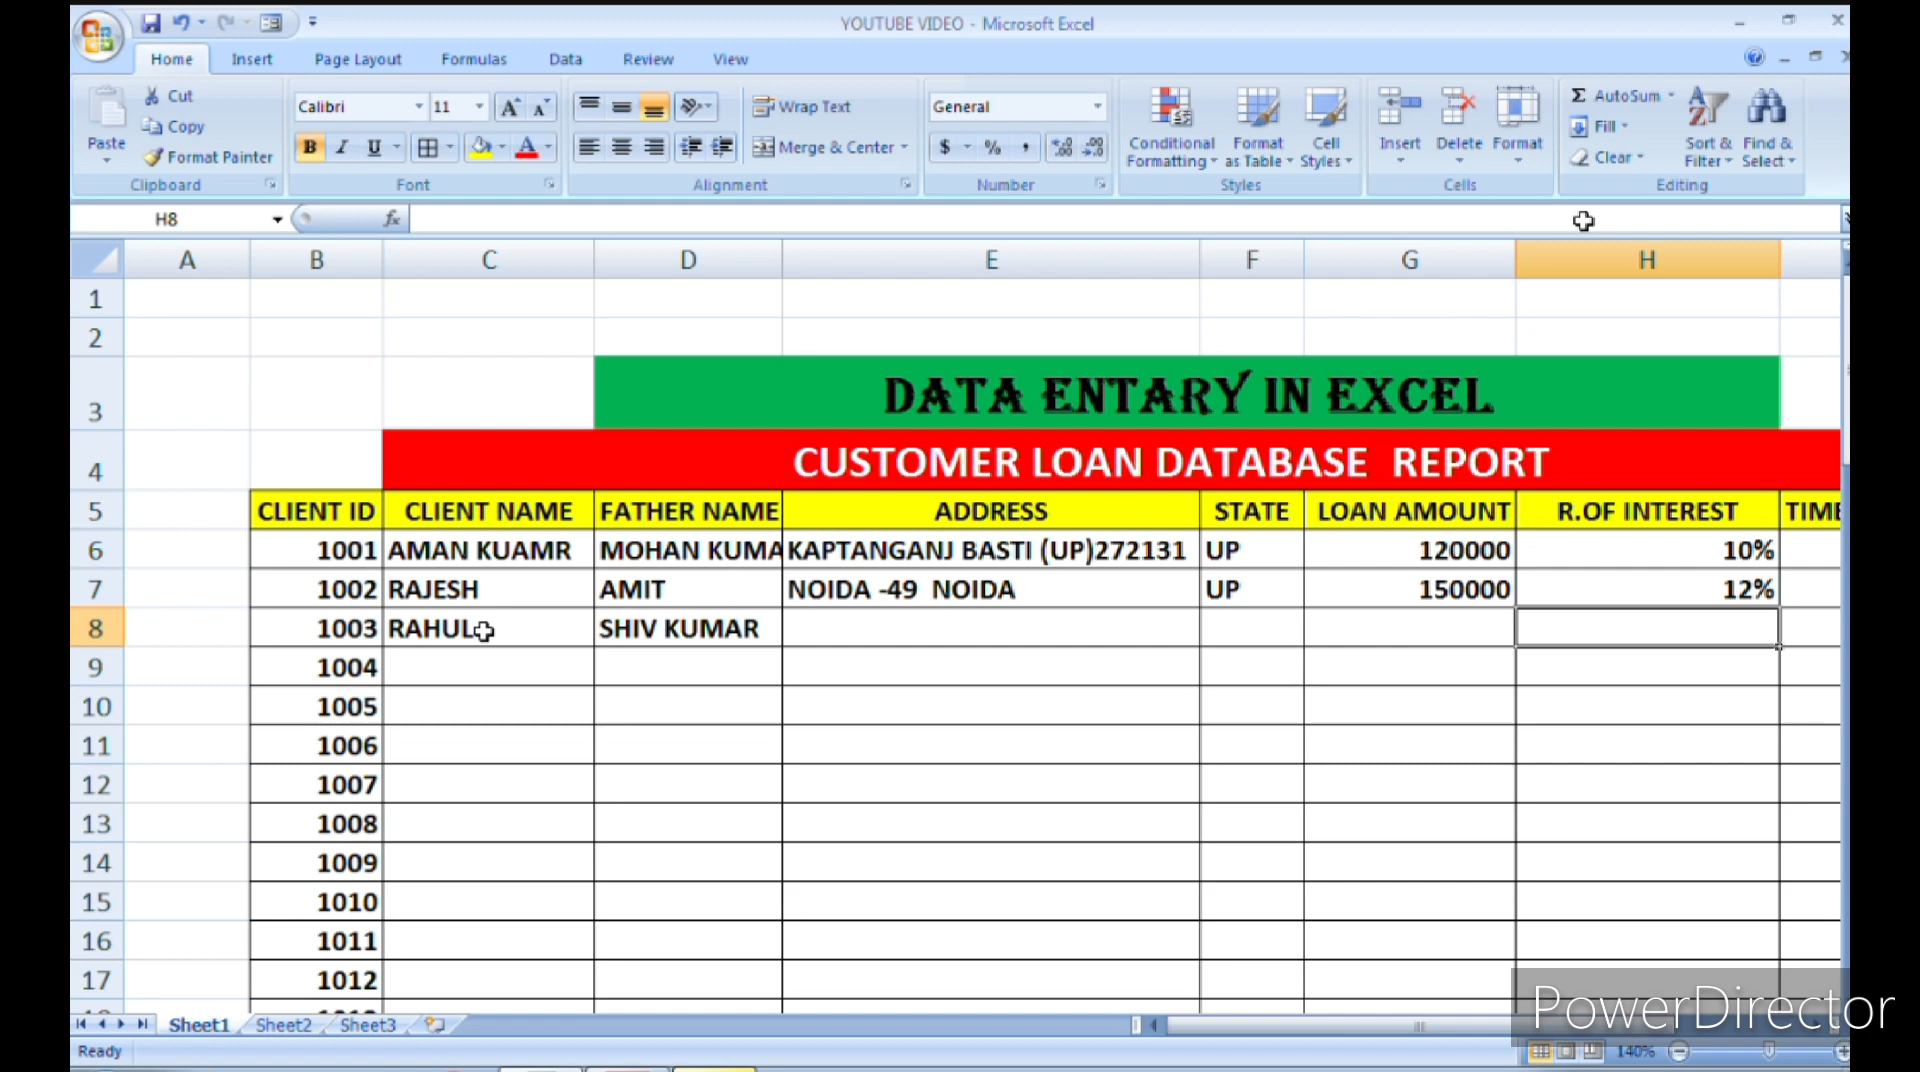 YOUTUBE VIDEO - Microsoft Excel
Home Insert Page Layout Formulas Data Review View
Paste Cut Copy Format Painter Clipboard
Calibri 11 B I U A Font
Wrap Text Merge & Center Alignment
General $ % , Number
Conditional Formatting Format as Table Cell Styles Styles
Insert Delete Format Cells
Σ AutoSum Fill Clear Sort & Filter Find & Select Editing
H8 fx
A B C D E F G H
1
2
3 DATA ENTARY IN EXCEL
4 CUSTOMER LOAN DATABASE REPORT
5 CLIENT ID CLIENT NAME FATHER NAME ADDRESS STATE LOAN AMOUNT R.OF INTEREST TIME
6 1001 AMAN KUAMR MOHAN KUMA KAPTANGANJ BASTI (UP)272131 UP 120000 10%
7 1002 RAJESH AMIT NOIDA -49 NOIDA UP 150000 12%
8 1003 RAHUL SHIV KUMAR
9 1004
10 1005
11 1006
12 1007
13 1008
14 1009
15 1010
16 1011
17 1012
Sheet1 Sheet2 Sheet3
PowerDirector
Ready 140%